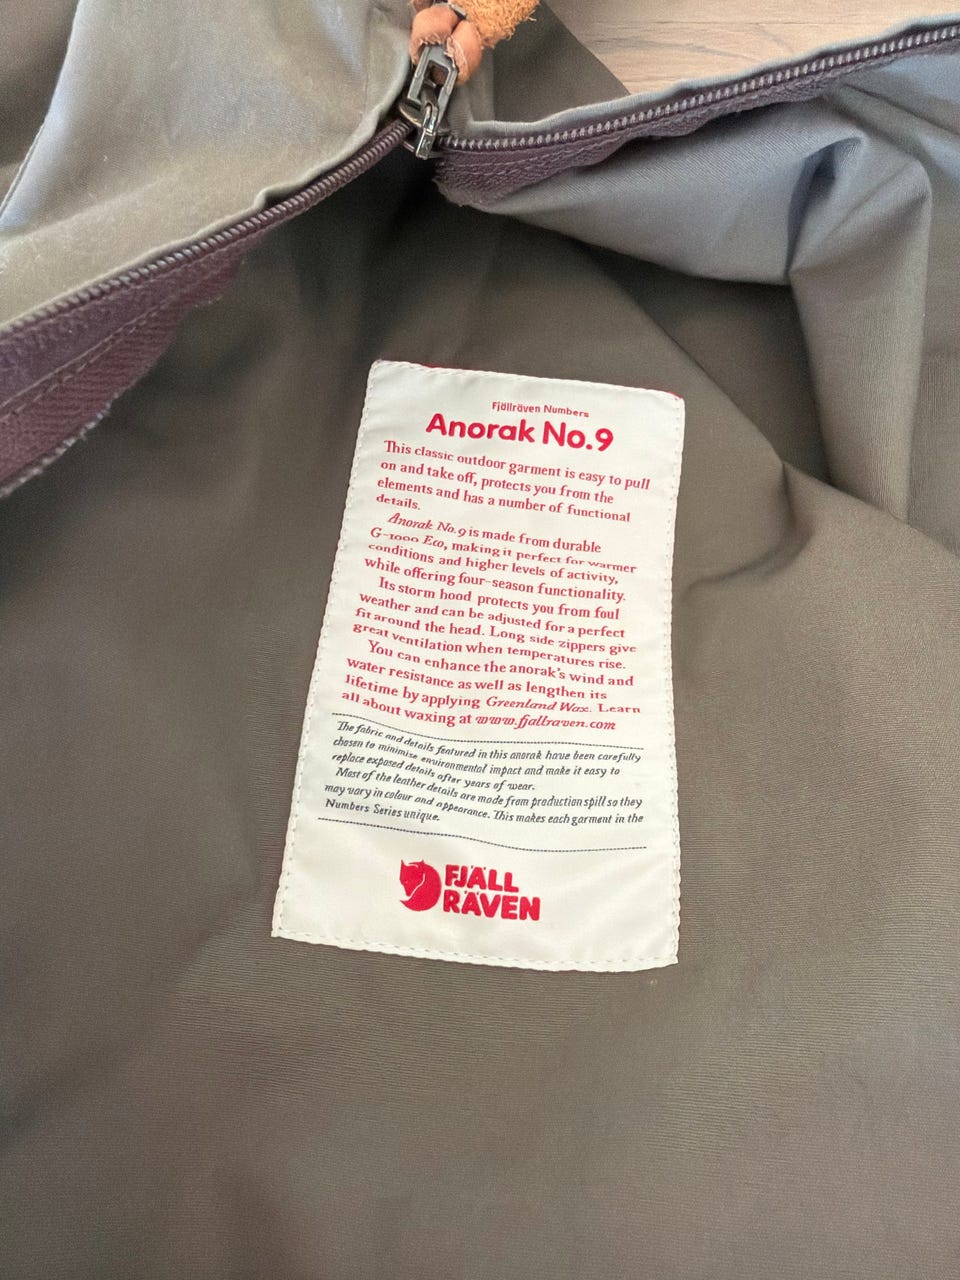 Fjällräven Numbers
Anorak No.9
This classic outdoor garment is easy to pull
on and take off, protects you from the
elements and has a number of functional
details.
Anorak No.9 is made from durable
G-1000 Eco, making it perfect for warmer
conditions and higher levels of activity,
while offering four-season functionality.
Its storm hood protects you from foul
weather and can be adjusted for a perfect
fit around the head. Long side zippers give
great ventilation when temperatures rise.
You can enhance the anorak's wind and
water resistance as well as lengthen its
lifetime by applying Greenland Wax. Learn
all about waxing at www.fjallraven.com
The fabric and details featured in this anorak have been carefully
chosen to minimise environmental impact and make it easy to
replace exposed details after years of wear.
Most of the leather details are made from production spill so they
may vary in colour and appearance. This makes each garment in the
Numbers Series unique.
FJÄLL
RÄVEN